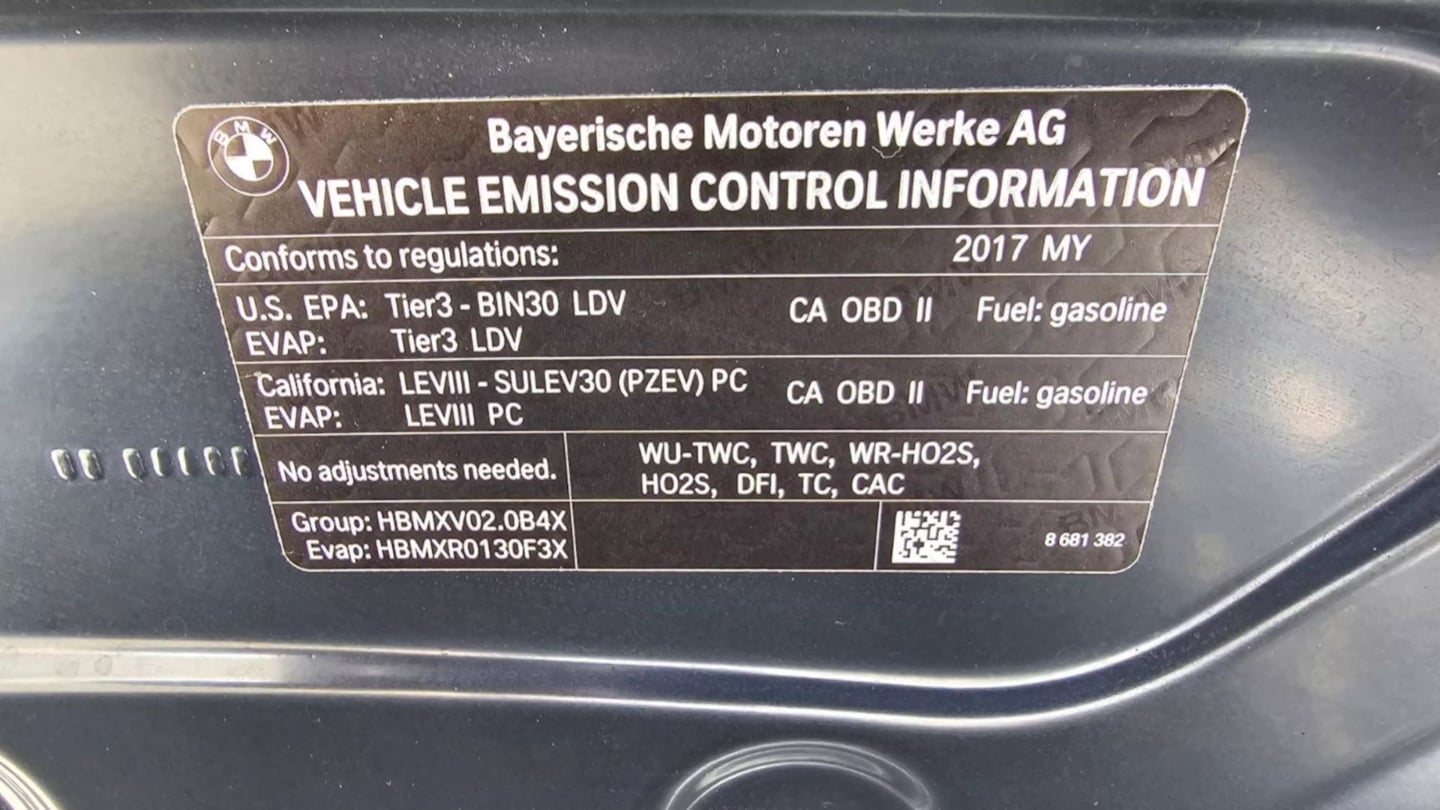 BMW
Bayerische Motoren Werke AG
VEHICLE EMISSION CONTROL INFORMATION
Conforms to regulations: 2017 MY
U.S. EPA: Tier3 - BIN30 LDV CA OBD II Fuel: gasoline
EVAP: Tier3 LDV
California: LEVIII - SULEV30 (PZEV) PC CA OBD II Fuel: gasoline
EVAP: LEVIII PC
No adjustments needed.
WU-TWC, TWC, WR-HO2S,
HO2S, DFI, TC, CAC
Group: HBMXV02.0B4X
Evap: HBMXR0130F3X
8 681 382